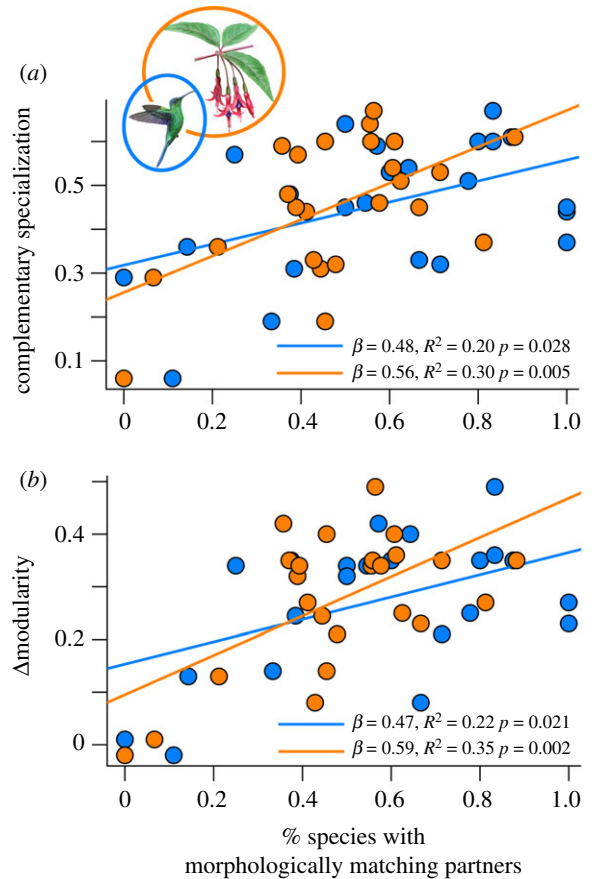 (a)
complementary specialization
0.5
0.3
0.1
β = 0.48, R² = 0.20 p = 0.028
β = 0.56, R² = 0.30 p = 0.005
0 0.2 0.4 0.6 0.8 1.0
(b)
Δmodularity
0.4
0.2
0
β = 0.47, R² = 0.22 p = 0.021
β = 0.59, R² = 0.35 p = 0.002
0 0.2 0.4 0.6 0.8 1.0
% species with
morphologically matching partners